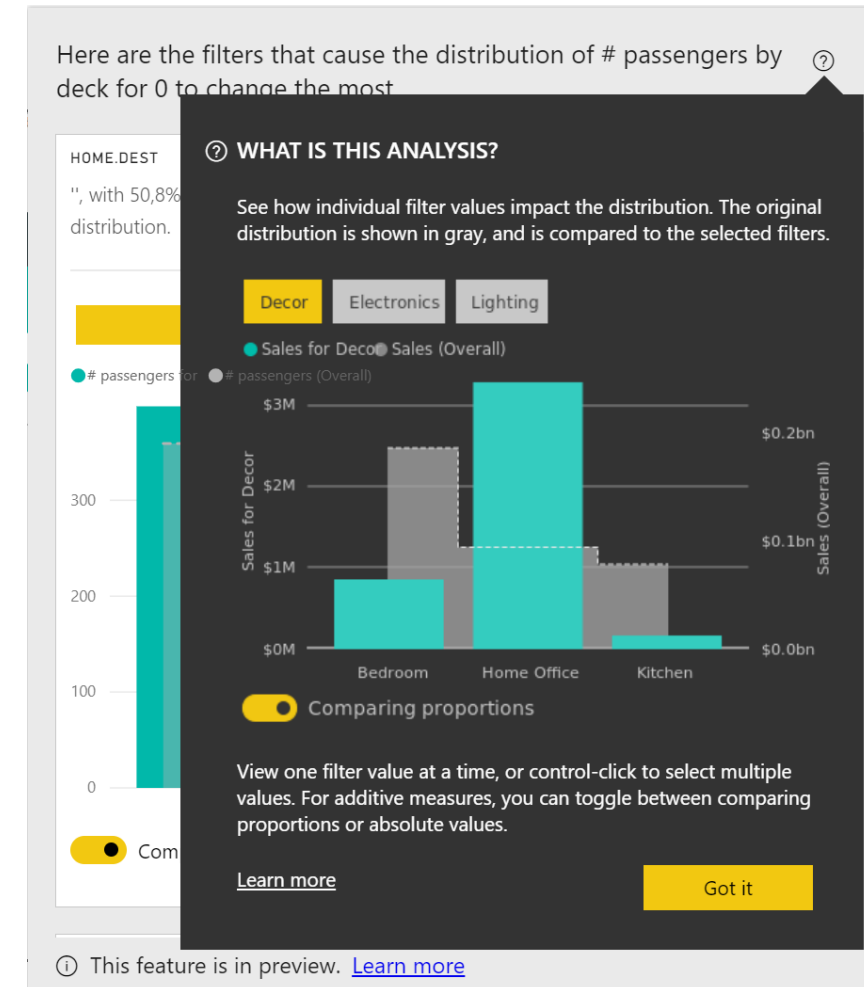 Here are the filters that cause the distribution of # passengers by
deck for 0 to change the most
WHAT IS THIS ANALYSIS?
See how individual filter values impact the distribution. The original
distribution is shown in gray, and is compared to the selected filters.
Decor Electronics Lighting
Sales for Decor Sales (Overall)
$3M
$2M
$1M
$0M
Sales for Decor
$0.2bn
$0.1bn
$0.0bn
Sales (Overall)
Bedroom Home Office Kitchen
Comparing proportions
View one filter value at a time, or control-click to select multiple
values. For additive measures, you can toggle between comparing
proportions or absolute values.
Learn more
Got it
HOME.DEST
'', with 50,8%
distribution.
# passengers for # passengers (Overall)
300
200
100
0
Com
This feature is in preview. Learn more